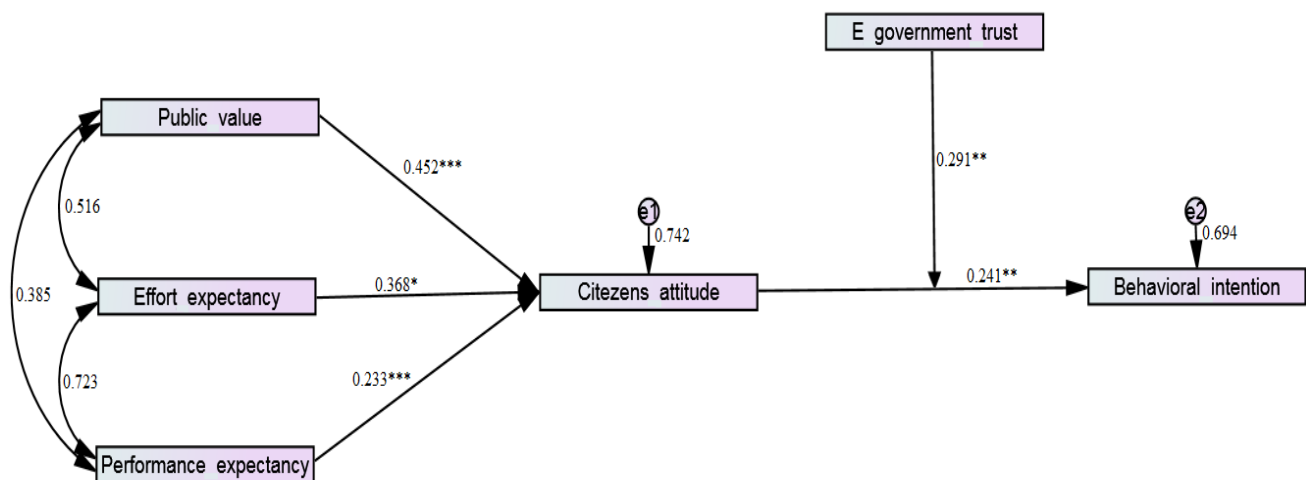 E government trust
Public value
0.452***
0.291**
0.516
e1
e2
0.742
0.694
0.385
Effort expectancy
0.368*
Citezens attitude
0.241**
Behavioral intention
0.723
0.233***
Performance expectancy